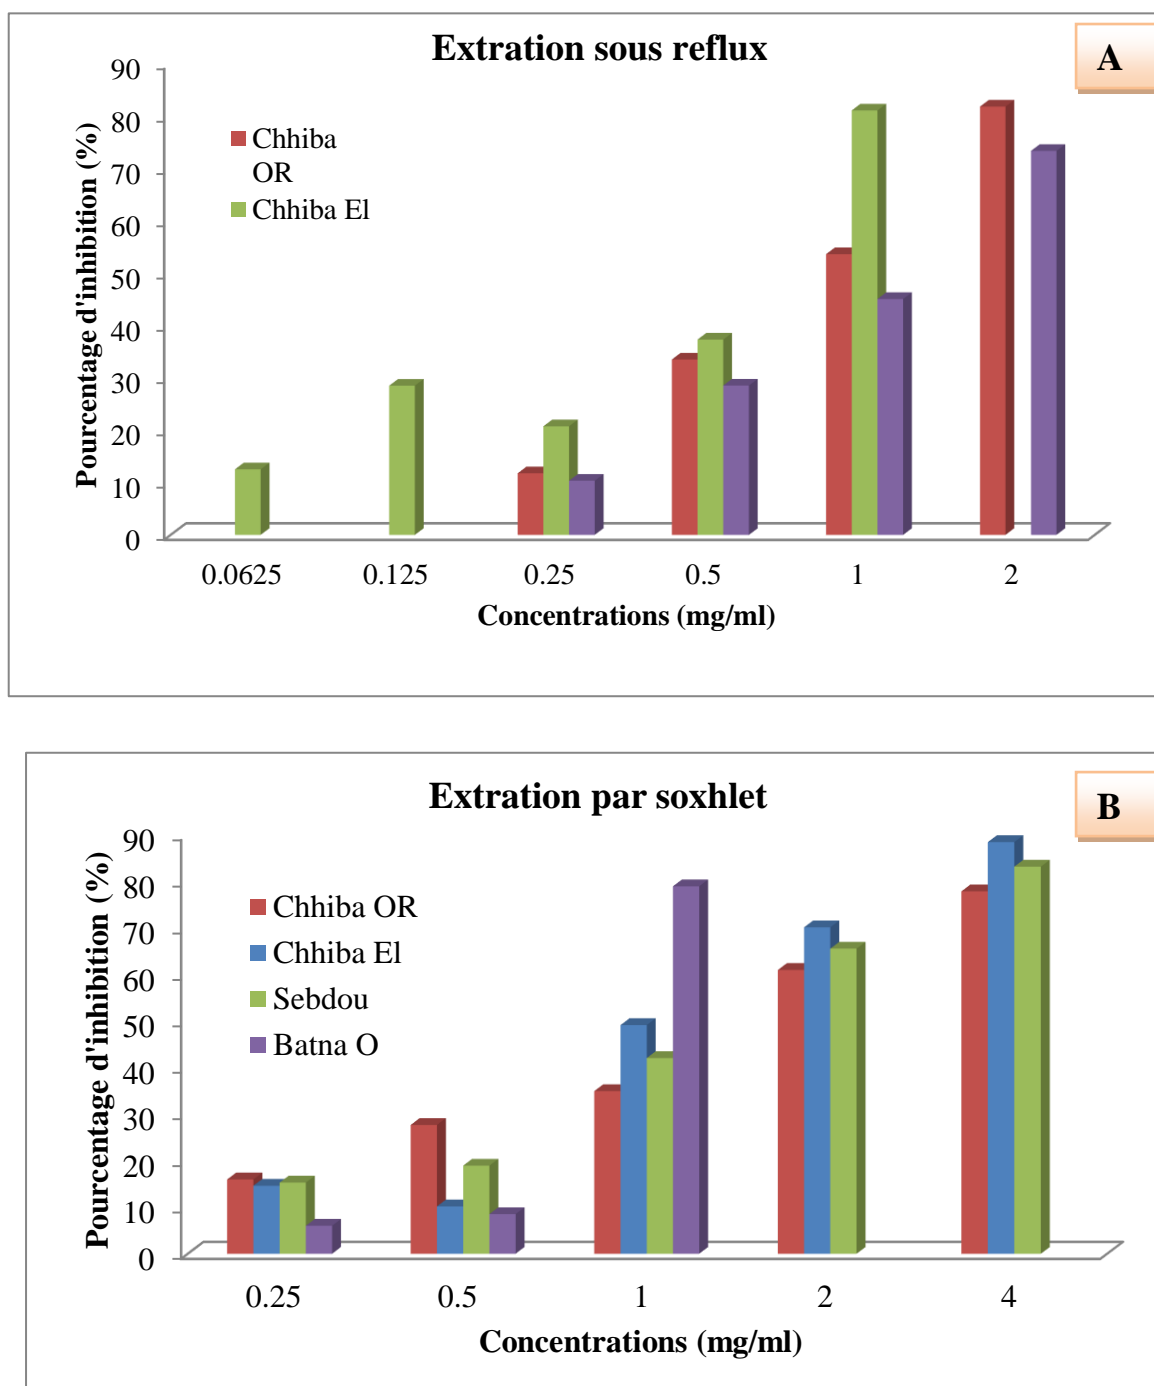 Extration sous reflux
A
Pourcentage d'inhibition (%)
90
80
70
60
50
40
30
20
10
0
Chhiba
OR
Chhiba El
0.0625 0.125 0.25 0.5 1 2
Concentrations (mg/ml)
Extration par soxhlet
B
Pourcentage d'inhibition (%)
90
80
70
60
50
40
30
20
10
0
Chhiba OR
Chhiba El
Sebdou
Batna O
0.25 0.5 1 2 4
Concentrations (mg/ml)